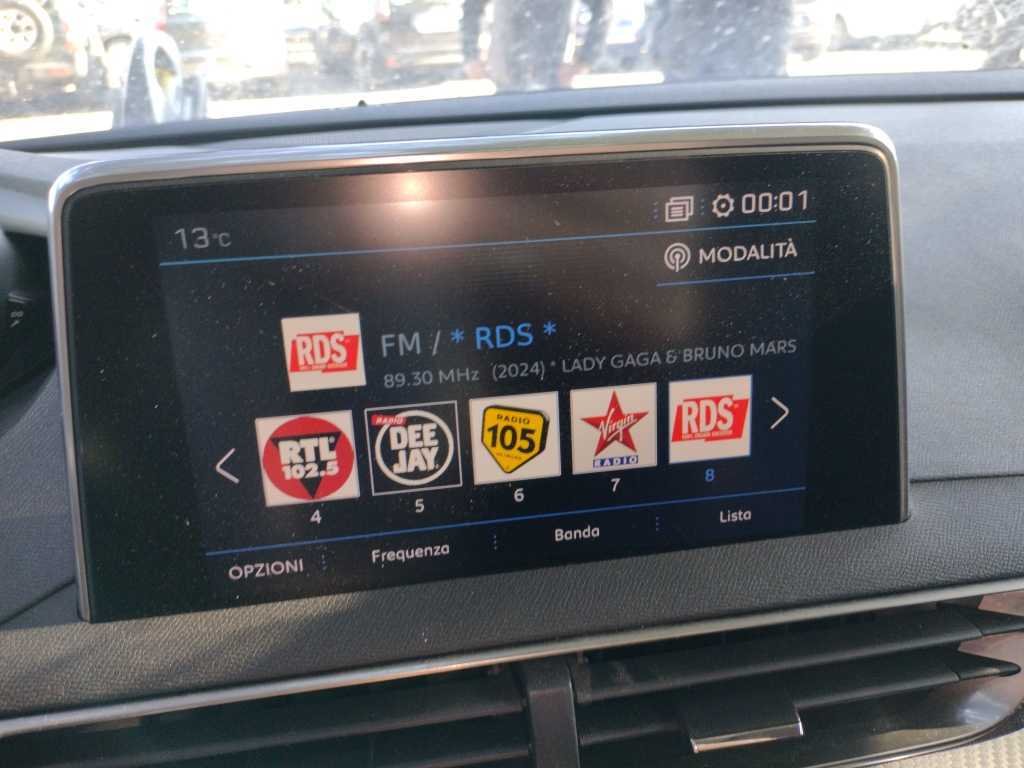 13°C
00:01
MODALITÀ
RDS
FM / * RDS *
89.30 MHz (2024) * LADY GAGA & BRUNO MARS
RTL
102.5
RADIO
DEE
JAY
RADIO
105
NETWORK
Virgin
RADIO
RDS
4
5
6
7
8
OPZIONI
Frequenza
Banda
Lista